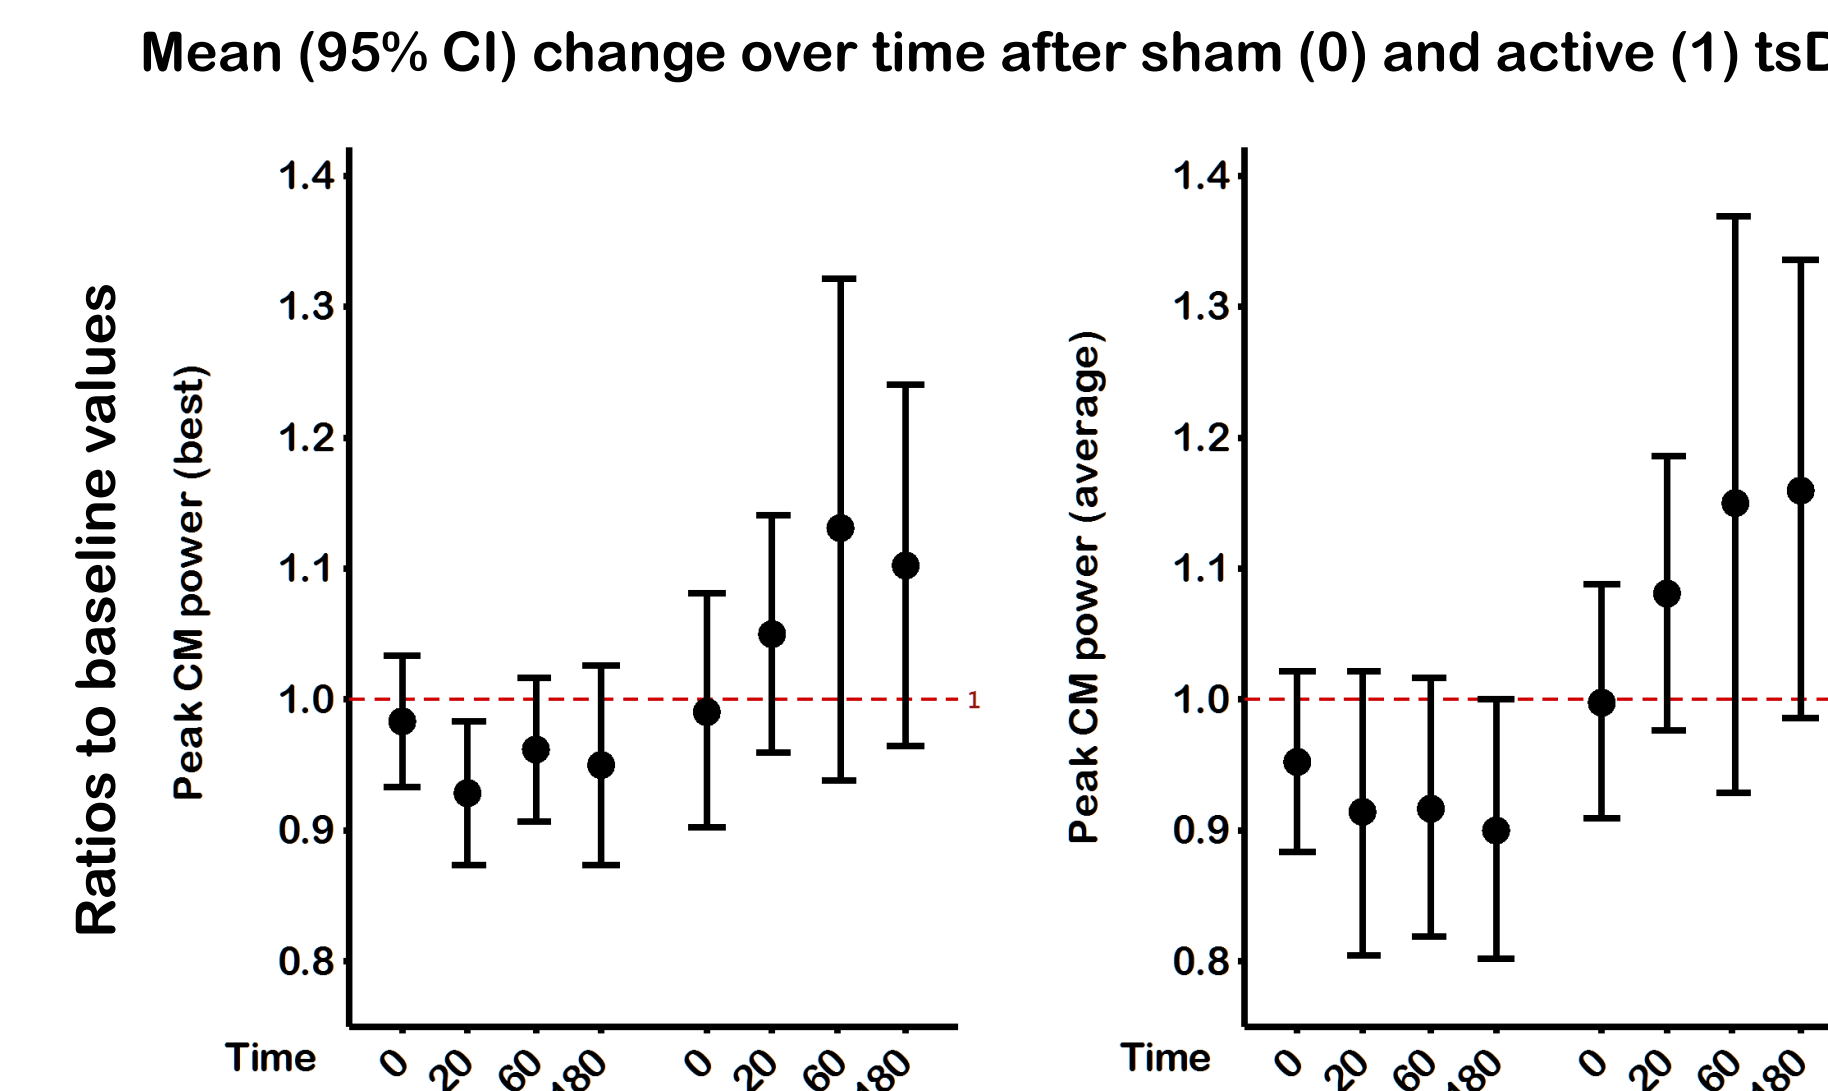 Mean (95% CI) change over time after sham (0) and active (1) tsD
Ratios to baseline values
Peak CM power (best)
1.4
1.3
1.2
1.1
1.0
0.9
0.8
1
Time 0 20 60 180 0 20 60 180
Peak CM power (average)
1.4
1.3
1.2
1.1
1.0
0.9
0.8
Time 0 20 60 180 0 20 60 180